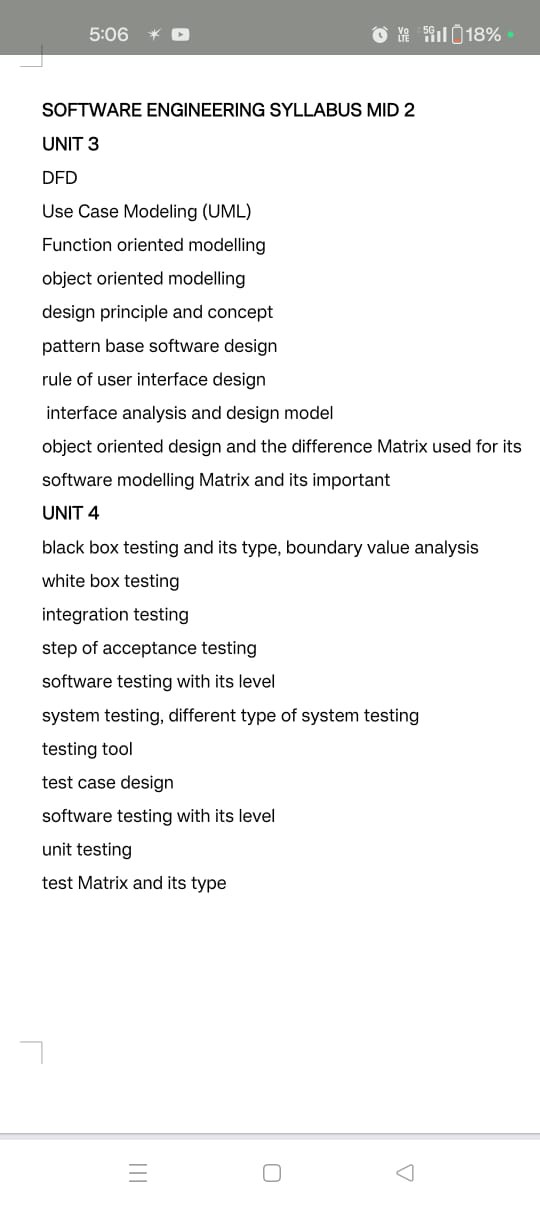 5:06 Vo LTE 5G 18%
SOFTWARE ENGINEERING SYLLABUS MID 2
UNIT 3
DFD
Use Case Modeling (UML)
Function oriented modelling
object oriented modelling
design principle and concept
pattern base software design
rule of user interface design
interface analysis and design model
object oriented design and the difference Matrix used for its
software modelling Matrix and its important
UNIT 4
black box testing and its type, boundary value analysis
white box testing
integration testing
step of acceptance testing
software testing with its level
system testing, different type of system testing
testing tool
test case design
software testing with its level
unit testing
test Matrix and its type